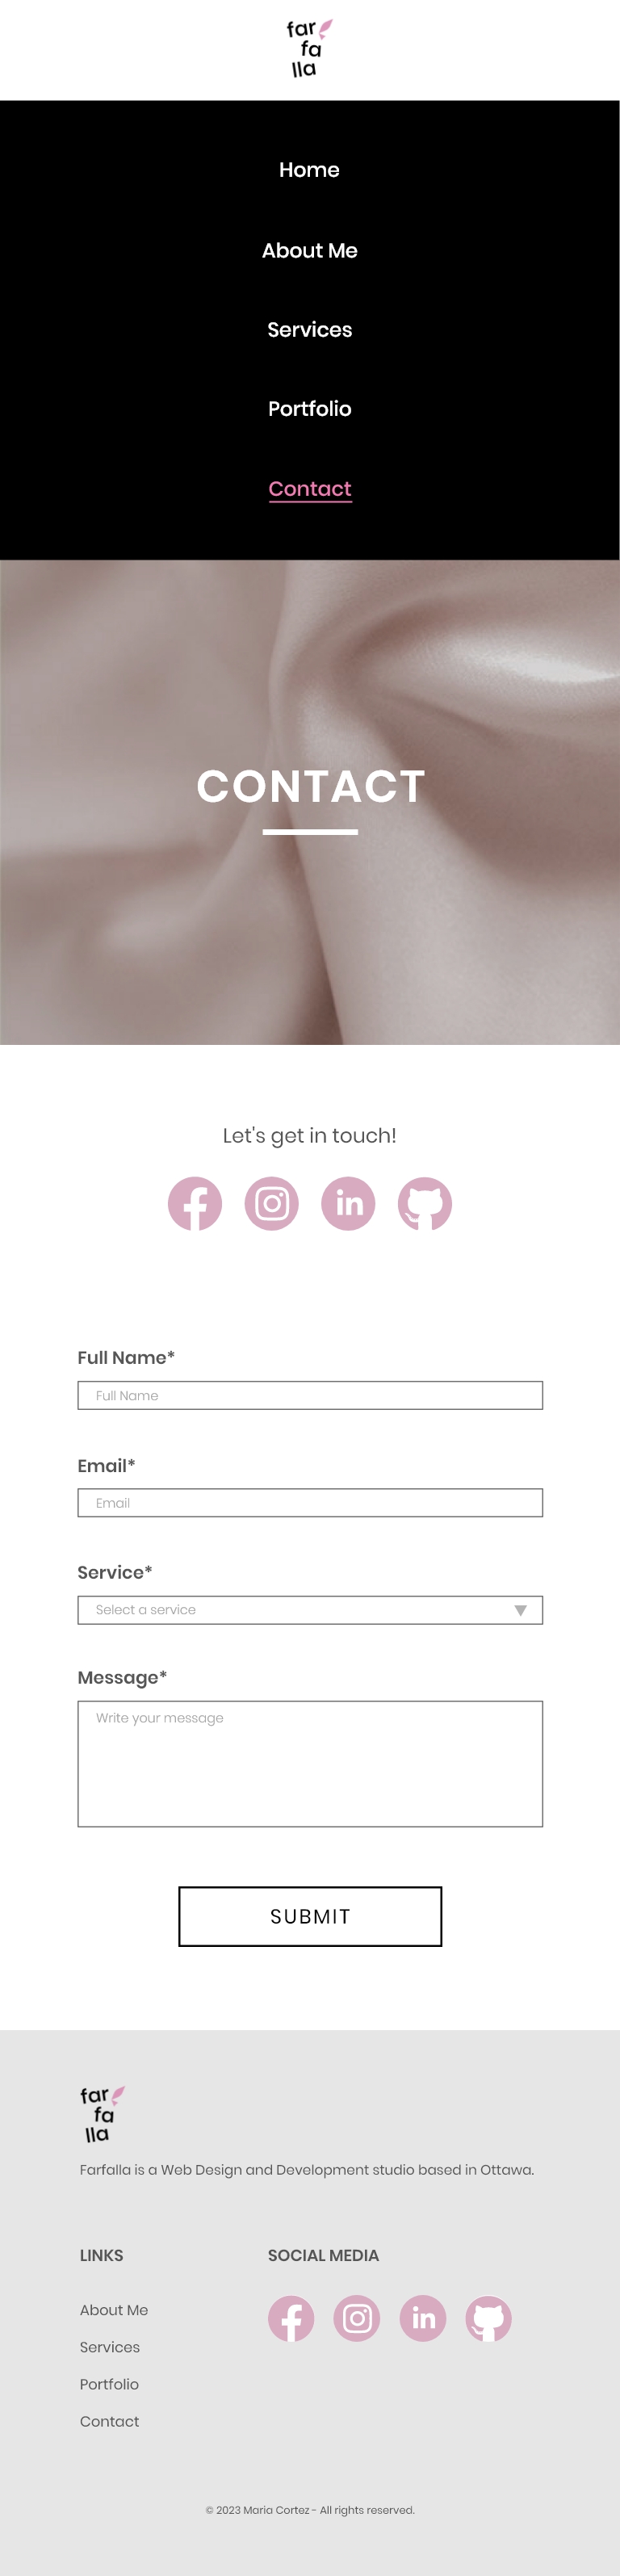 far
fa
lla
Home
About Me
Services
Portfolio
Contact
CONTACT
Let's get in touch!
in
Full Name*
Full Name
Email*
Email
Service*
Select a service
Message*
Write your message
SUBMIT
far
fa
lla
Farfalla is a Web Design and Development studio based in Ottawa.
LINKS
SOCIAL MEDIA
in
About Me
Services
Portfolio
Contact
© 2023 Maria Cortez - All rights reserved.